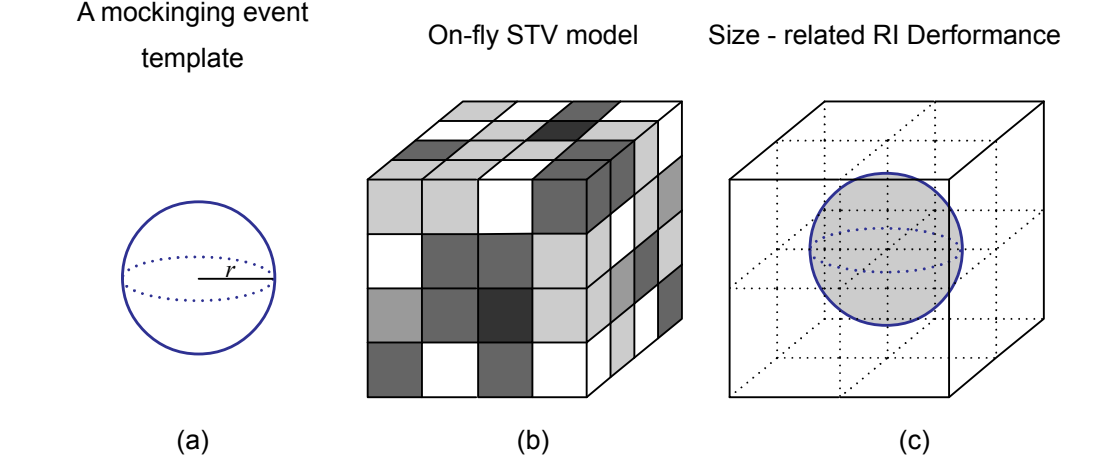 A mockinging event
template
On-fly STV model
Size - related RI Derformance
r
(a)
(b)
(c)